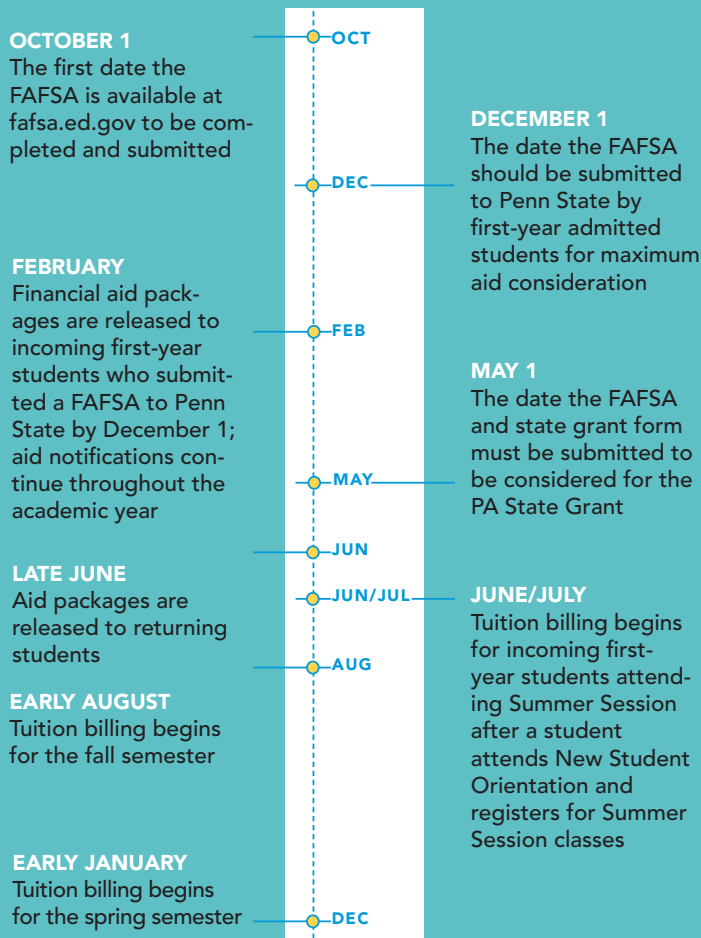 OCTOBER 1
The first date the
FAFSA is available at
fafsa.ed.gov to be com-
pleted and submitted
OCT
DECEMBER 1
The date the FAFSA
should be submitted
to Penn State by
first-year admitted
students for maximum
aid consideration
DEC
FEBRUARY
Financial aid pack-
ages are released to
incoming first-year
students who submit-
ted a FAFSA to Penn
State by December 1;
aid notifications con-
tinue throughout the
academic year
FEB
MAY 1
The date the FAFSA
and state grant form
must be submitted to
be considered for the
PA State Grant
MAY
LATE JUNE
Aid packages are
released to returning
students
JUN
JUN/JUL
JUNE/JULY
Tuition billing begins
for incoming first-
year students attend-
ing Summer Session
after a student
attends New Student
Orientation and
registers for Summer
Session classes
AUG
EARLY AUGUST
Tuition billing begins
for the fall semester
EARLY JANUARY
Tuition billing begins
for the spring semester
DEC